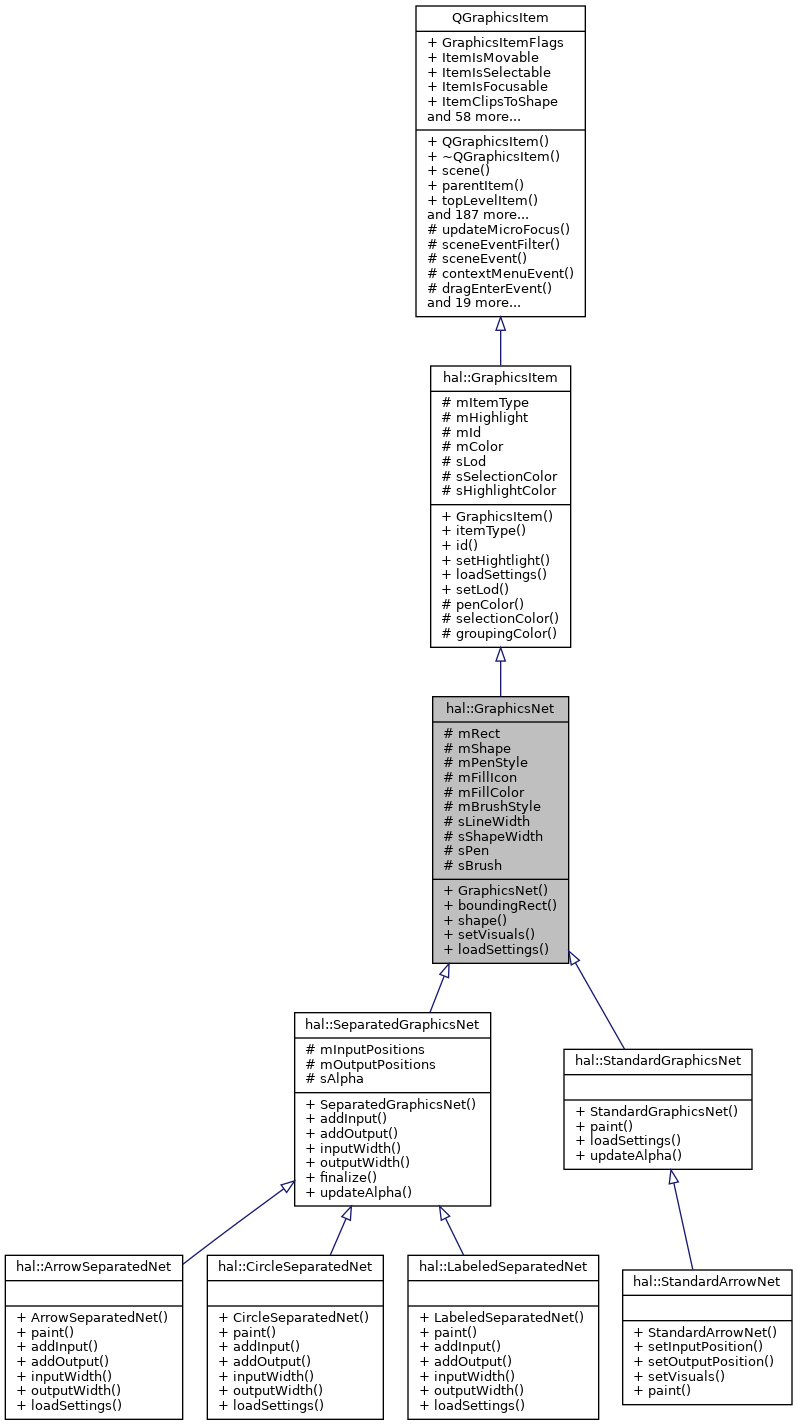 QGraphicsItem
+ GraphicsItemFlags
+ ItemIsMovable
+ ItemIsSelectable
+ ItemIsFocusable
+ ItemClipsToShape
and 58 more...
+ QGraphicsItem()
+ ~QGraphicsItem()
+ scene()
+ parentItem()
+ topLevelItem()
and 187 more...
# updateMicroFocus()
# sceneEventFilter()
# sceneEvent()
# contextMenuEvent()
# dragEnterEvent()
and 19 more...
hal::GraphicsItem
# mItemType
# mHighlight
# mId
# mColor
# sLod
# sSelectionColor
# sHighlightColor
+ GraphicsItem()
+ itemType()
+ id()
+ setHightlight()
+ loadSettings()
+ setLod()
# penColor()
# selectionColor()
# groupingColor()
hal::GraphicsNet
# mRect
# mShape
# mPenStyle
# mFillIcon
# mFillColor
# mBrushStyle
# sLineWidth
# sShapeWidth
# sPen
# sBrush
+ GraphicsNet()
+ boundingRect()
+ shape()
+ setVisuals()
+ loadSettings()
hal::SeparatedGraphicsNet
# mInputPositions
# mOutputPositions
# sAlpha
+ SeparatedGraphicsNet()
+ addInput()
+ addOutput()
+ inputWidth()
+ outputWidth()
+ finalize()
+ updateAlpha()
hal::StandardGraphicsNet
+ StandardGraphicsNet()
+ paint()
+ loadSettings()
+ updateAlpha()
hal::ArrowSeparatedNet
+ ArrowSeparatedNet()
+ paint()
+ addInput()
+ addOutput()
+ inputWidth()
+ outputWidth()
+ loadSettings()
hal::CircleSeparatedNet
+ CircleSeparatedNet()
+ paint()
+ addInput()
+ addOutput()
+ inputWidth()
+ outputWidth()
+ loadSettings()
hal::LabeledSeparatedNet
+ LabeledSeparatedNet()
+ paint()
+ addInput()
+ addOutput()
+ inputWidth()
+ outputWidth()
+ loadSettings()
hal::StandardArrowNet
+ StandardArrowNet()
+ setInputPosition()
+ setOutputPosition()
+ setVisuals()
+ paint()